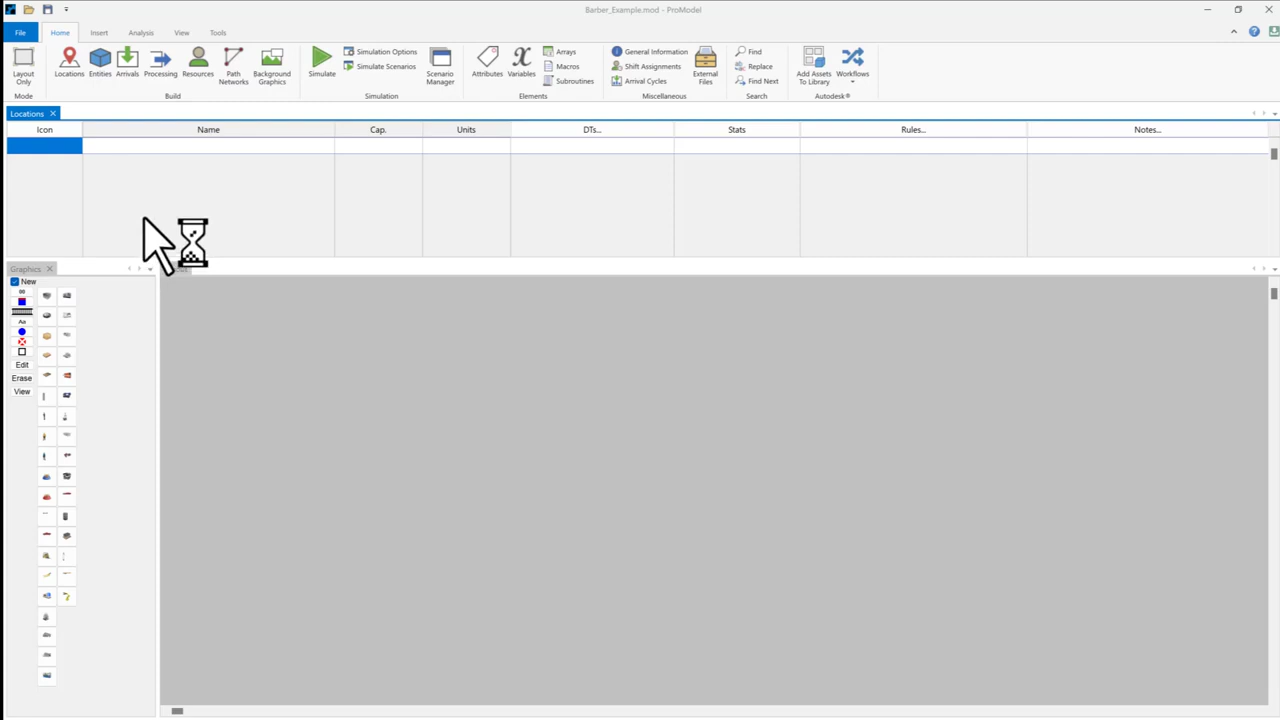 Barber_Example.mod - ProModel
File Home Insert Analysis View Tools
Layout Only
Locations
Entities
Arrivals
Processing
Resources
Path Networks
Background Graphics
Simulate
Simulation Options
Simulate Scenarios
Scenario Manager
Attributes
Variables
Arrays
Macros
Subroutines
General Information
Shift Assignments
Arrival Cycles
External Files
Find
Replace
Find Next
Add Assets To Library
Workflows
Mode Build Simulation Elements Miscellaneous Search Autodesk®
Locations
Icon Name Cap. Units DTs... Stats Rules... Notes...
Graphics
New
Aa
Edit
Erase
View